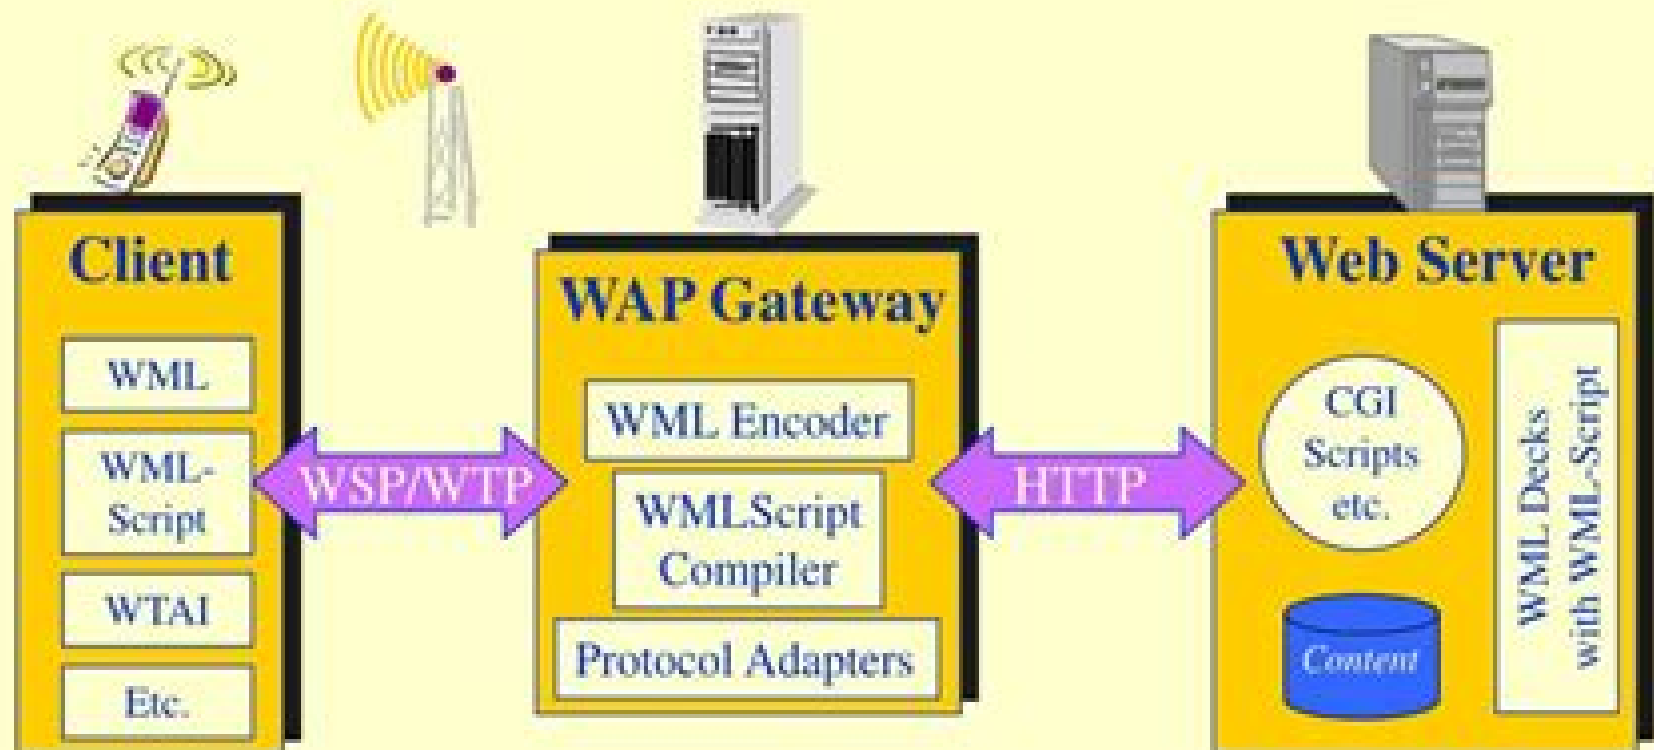 Client
WML
WML-
Script
WTAI
Etc.
WSP/WTP
WAP Gateway
WML Encoder
WMLScript
Compiler
Protocol Adapters
HTTP
Web Server
CGI
Scripts
etc.
Content
WML Decks
with WML-Script